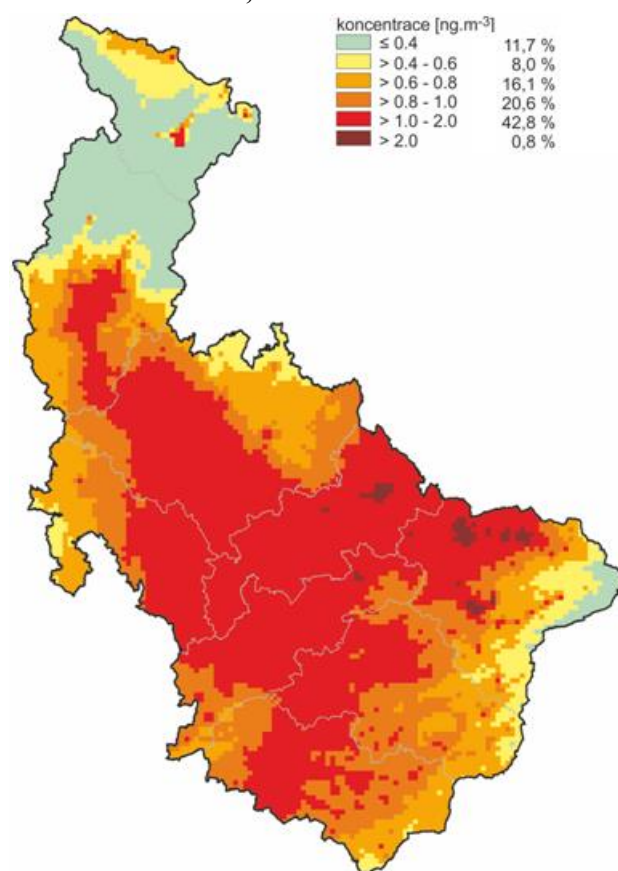 koncentrace [ng.m-³]
≤ 0.4 11,7 %
> 0.4 - 0.6 8,0 %
> 0.6 - 0.8 16,1 %
> 0.8 - 1.0 20,6 %
> 1.0 - 2.0 42,8 %
> 2.0 0,8 %